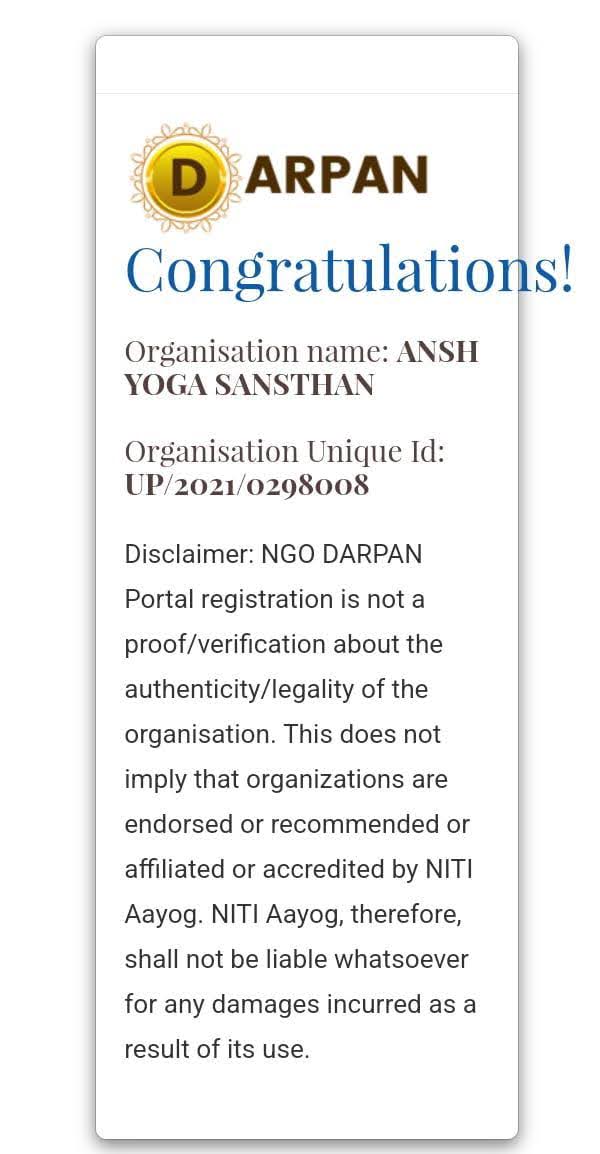 DARPAN
Congratulations!
Organisation name: ANSH
YOGA SANSTHAN
Organisation Unique Id:
UP/2021/0298008
Disclaimer: NGO DARPAN
Portal registration is not a
proof/verification about the
authenticity/legality of the
organisation. This does not
imply that organizations are
endorsed or recommended or
affiliated or accredited by NITI
Aayog. NITI Aayog, therefore,
shall not be liable whatsoever
for any damages incurred as a
result of its use.